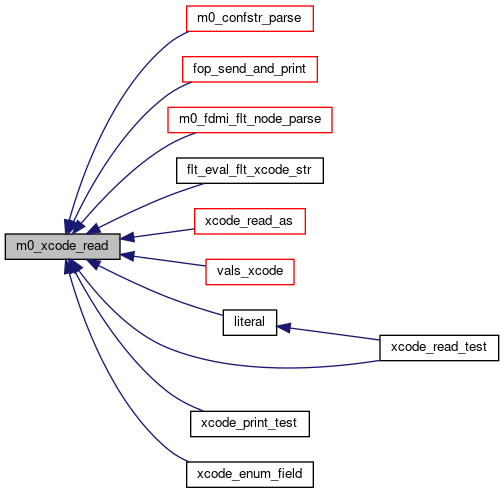 m0_confstr_parse
fop_send_and_print
m0_fdmi_flt_node_parse
flt_eval_flt_xcode_str
xcode_read_as
m0_xcode_read
vals_xcode
literal
xcode_read_test
xcode_print_test
xcode_enum_field